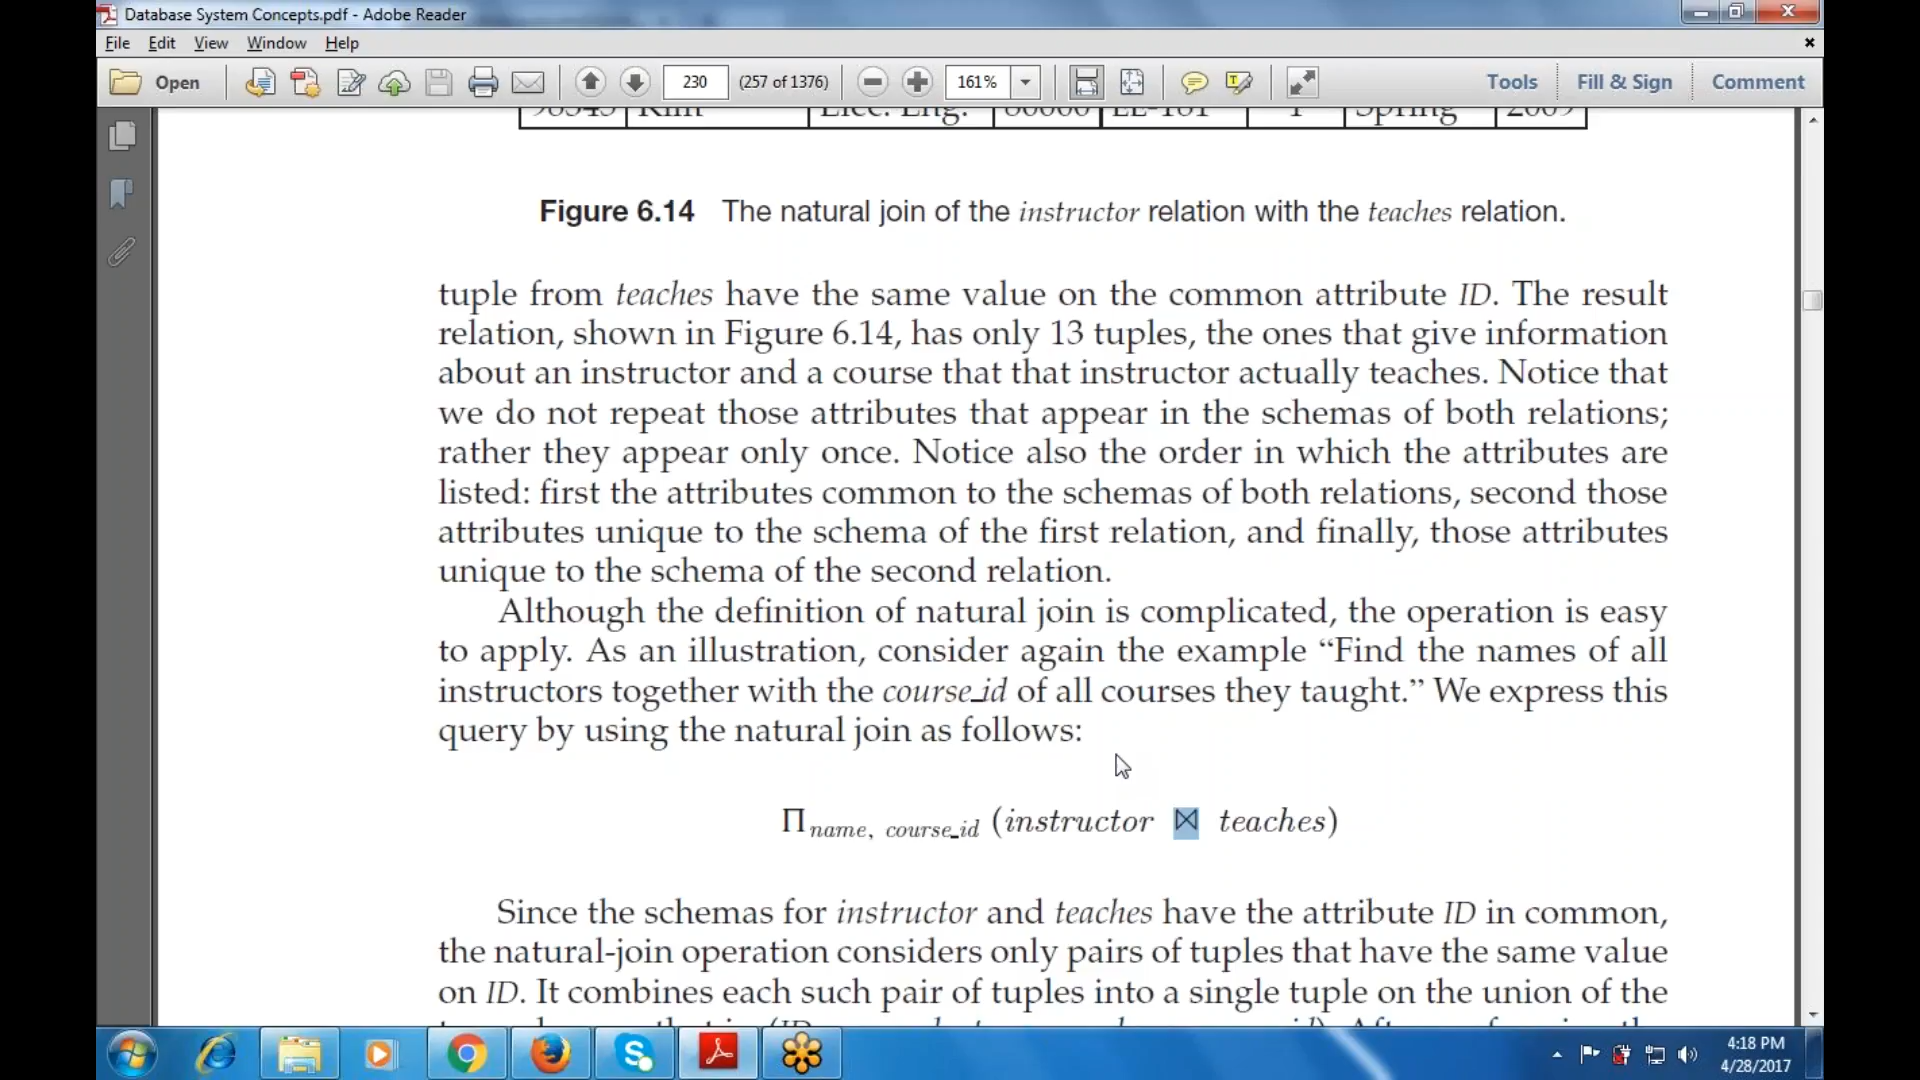 Database System Concepts.pdf - Adobe Reader
File Edit View Window Help
Open 230 (257 of 1376) 161% Tools Fill & Sign Comment
98345 Kim Elec. Eng. 80000 EE-181 1 Spring 2009
Figure 6.14 The natural join of the instructor relation with the teaches relation.
tuple from teaches have the same value on the common attribute ID. The result
relation, shown in Figure 6.14, has only 13 tuples, the ones that give information
about an instructor and a course that that instructor actually teaches. Notice that
we do not repeat those attributes that appear in the schemas of both relations;
rather they appear only once. Notice also the order in which the attributes are
listed: first the attributes common to the schemas of both relations, second those
attributes unique to the schema of the first relation, and finally, those attributes
unique to the schema of the second relation.
Although the definition of natural join is complicated, the operation is easy
to apply. As an illustration, consider again the example “Find the names of all
instructors together with the course_id of all courses they taught.” We express this
query by using the natural join as follows:
Π name, course_id (instructor ⋈ teaches)
Since the schemas for instructor and teaches have the attribute ID in common,
the natural-join operation considers only pairs of tuples that have the same value
on ID. It combines each such pair of tuples into a single tuple on the union of the
4:18 PM
4/28/2017